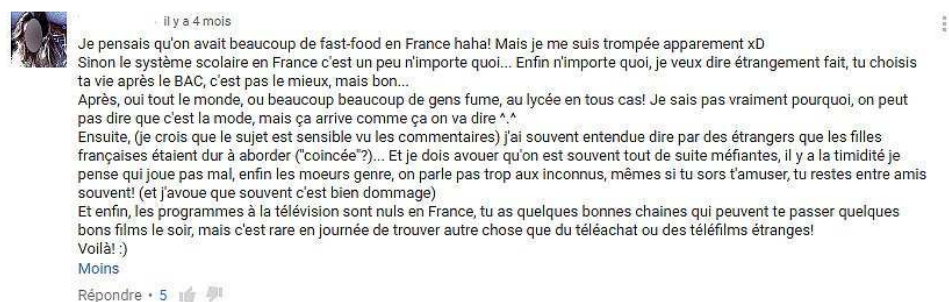 · il y a 4 mois
Je pensais qu'on avait beaucoup de fast-food en France haha! Mais je me suis trompée apparement xD
Sinon le système scolaire en France c'est un peu n'importe quoi... Enfin n'importe quoi, je veux dire étrangement fait, tu choisis
ta vie après le BAC, c'est pas le mieux, mais bon...
Après, oui tout le monde, ou beaucoup beaucoup de gens fume, au lycée en tous cas! Je sais pas vraiment pourquoi, on peut
pas dire que c'est la mode, mais ça arrive comme ça on va dire ^.^
Ensuite, (je crois que le sujet est sensible vu les commentaires) j'ai souvent entendue dire par des étrangers que les filles
françaises étaient dur à aborder ("coincée"?)... Et je dois avouer qu'on est souvent tout de suite méfiantes, il y a la timidité je
pense qui joue pas mal, enfin les moeurs genre, on parle pas trop aux inconnus, mêmes si tu sors t'amuser, tu restes entre amis
souvent! (et j'avoue que souvent c'est bien dommage)
Et enfin, les programmes à la télévision sont nuls en France, tu as quelques bonnes chaines qui peuvent te passer quelques
bons films le soir, mais c'est rare en journée de trouver autre chose que du téléachat ou des téléfilms étranges!
Voilà! :)
Moins
Répondre · 5